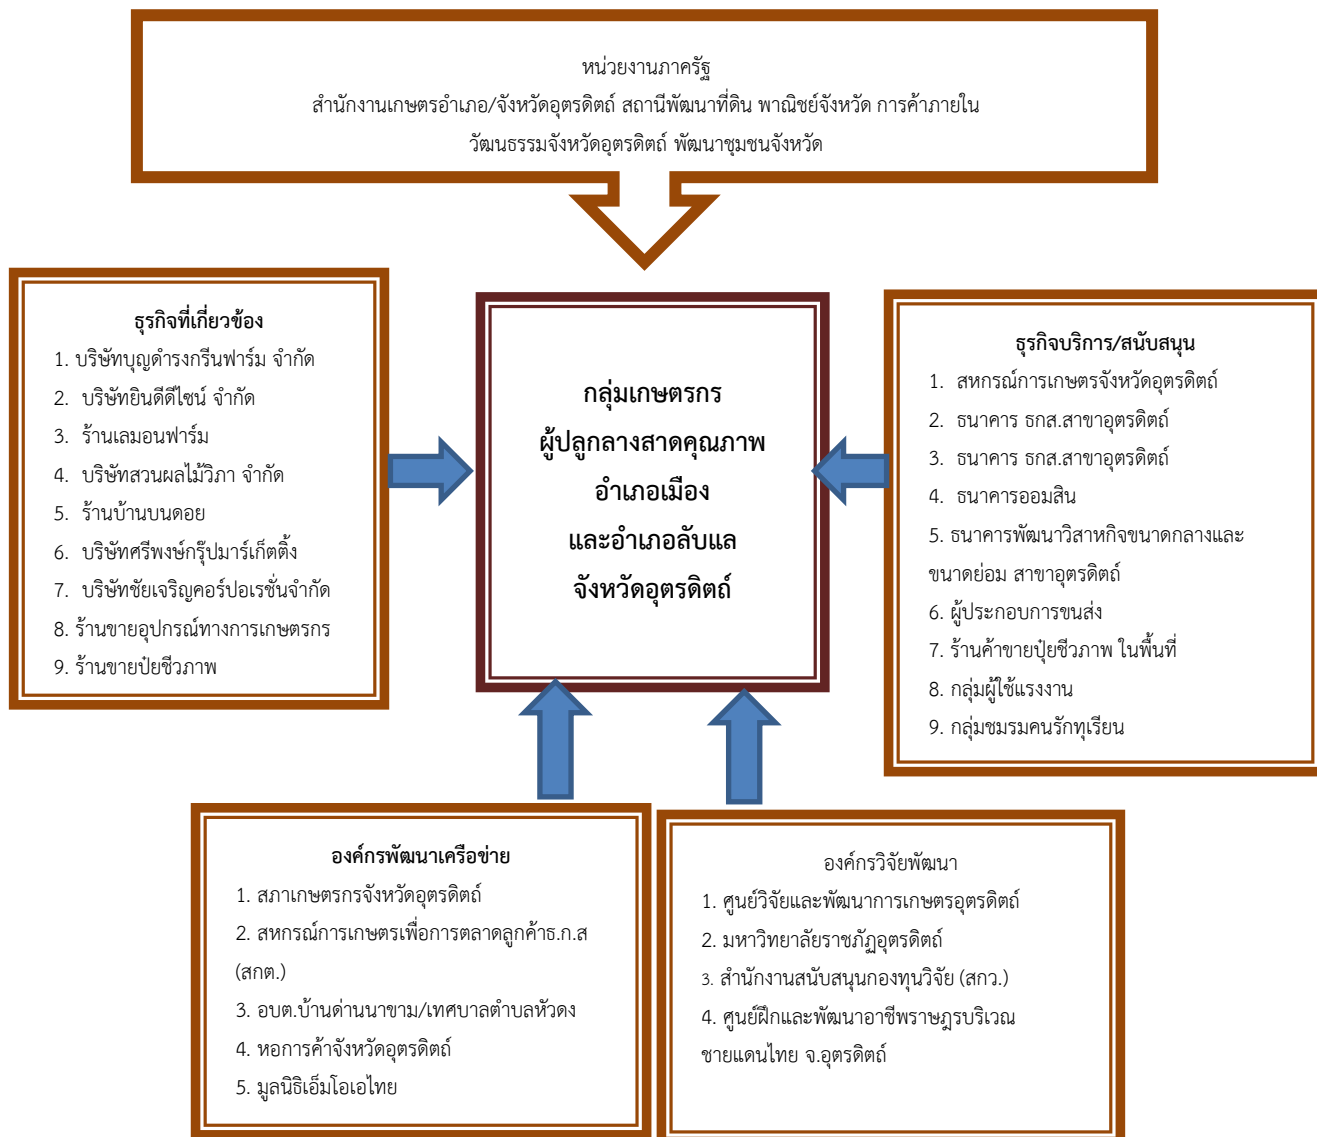 หน่วยงานภาครัฐ
สำนักงานเกษตรอำเภอ/จังหวัดอุตรดิตถ์ สถานีพัฒนาที่ดิน พาณิชย์จังหวัด การค้าภายใน
วัฒนธรรมจังหวัดอุตรดิตถ์ พัฒนาชุมชนจังหวัด
ธุรกิจที่เกี่ยวข้อง
1. บริษัทบุญดำรงกรีนฟาร์ม จำกัด
2. บริษัทยินดีดีไซน์ จำกัด
3. ร้านเลมอนฟาร์ม
4. บริษัทสวนผลไม้วิภา จำกัด
5. ร้านบ้านบนดอย
6. บริษัทศรีพงษ์กรุ๊ปมาร์เก็ตติ้ง
7. บริษัทชัยเจริญคอร์ปอเรชั่นจำกัด
8. ร้านขายอุปกรณ์ทางการเกษตรกร
9. ร้านขายปุ๋ยชีวภาพ
กลุ่มเกษตรกร
ผู้ปลูกลางสาดคุณภาพ
อำเภอเมือง
และอำเภอลับแล
จังหวัดอุตรดิตถ์
ธุรกิจบริการ/สนับสนุน
1. สหกรณ์การเกษตรจังหวัดอุตรดิตถ์
2. ธนาคาร ธกส.สาขาอุตรดิตถ์
3. ธนาคาร ธกส.สาขาอุตรดิตถ์
4. ธนาคารออมสิน
5. ธนาคารพัฒนาวิสาหกิจขนาดกลางและ
ขนาดย่อม สาขาอุตรดิตถ์
6. ผู้ประกอบการขนส่ง
7. ร้านค้าขายปุ๋ยชีวภาพ ในพื้นที่
8. กลุ่มผู้ใช้แรงงาน
9. กลุ่มชมรมคนรักทุเรียน
องค์กรพัฒนาเครือข่าย
1. สภาเกษตรกรจังหวัดอุตรดิตถ์
2. สหกรณ์การเกษตรเพื่อการตลาดลูกค้าธ.ก.ส
(สกต.)
3. อบต.บ้านด่านนาขาม/เทศบาลตำบลหัวดง
4. หอการค้าจังหวัดอุตรดิตถ์
5. มูลนิธิเอ็มโอเอไทย
องค์กรวิจัยพัฒนา
1. ศูนย์วิจัยและพัฒนาการเกษตรอุตรดิตถ์
2. มหาวิทยาลัยราชภัฏอุตรดิตถ์
3. สำนักงานสนับสนุนกองทุนวิจัย (สกว.)
4. ศูนย์ฝึกและพัฒนาอาชีพราษฎรบริเวณ
ชายแดนไทย จ.อุตรดิตถ์